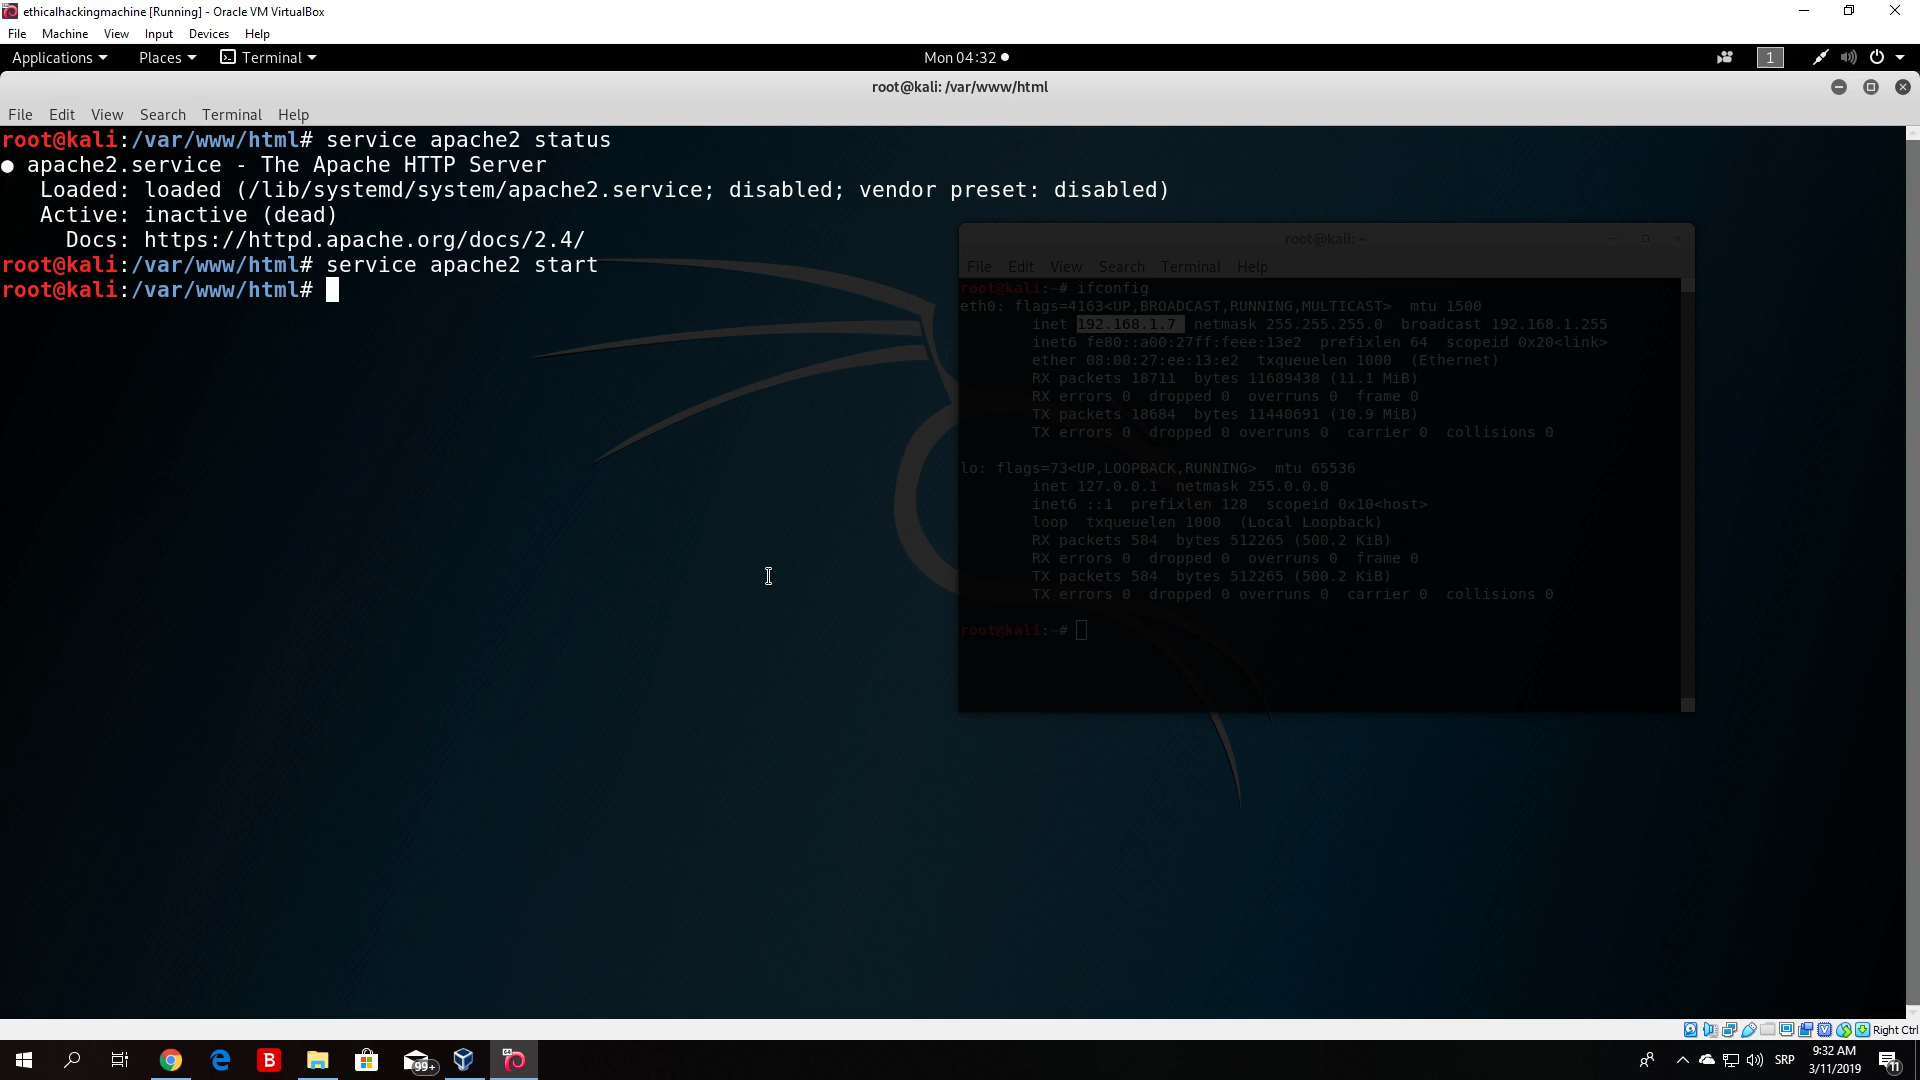 ethicalhackingmachine [Running] - Oracle VM VirtualBox
File Machine View Input Devices Help
Applications Places Terminal Mon 04:32 1
root@kali: /var/www/html
File Edit View Search Terminal Help
root@kali:/var/www/html# service apache2 status
● apache2.service - The Apache HTTP Server
Loaded: loaded (/lib/systemd/system/apache2.service; disabled; vendor preset: disabled)
Active: inactive (dead)
Docs: https://httpd.apache.org/docs/2.4/
root@kali:/var/www/html# service apache2 start
root@kali:/var/www/html#
root@kali: ~
File Edit View Search Terminal Help
root@kali:~# ifconfig
eth0: flags=4163<UP,BROADCAST,RUNNING,MULTICAST> mtu 1500
inet 192.168.1.7 netmask 255.255.255.0 broadcast 192.168.1.255
inet6 fe80::a00:27ff:feee:13e2 prefixlen 64 scopeid 0x20<link>
ether 08:00:27:ee:13:e2 txqueuelen 1000 (Ethernet)
RX packets 18711 bytes 11689438 (11.1 MiB)
RX errors 0 dropped 0 overruns 0 frame 0
TX packets 18684 bytes 11440691 (10.9 MiB)
TX errors 0 dropped 0 overruns 0 carrier 0 collisions 0
lo: flags=73<UP,LOOPBACK,RUNNING> mtu 65536
inet 127.0.0.1 netmask 255.0.0.0
inet6 ::1 prefixlen 128 scopeid 0x10<host>
loop txqueuelen 1000 (Local Loopback)
RX packets 584 bytes 512265 (500.2 KiB)
RX errors 0 dropped 0 overruns 0 frame 0
TX packets 584 bytes 512265 (500.2 KiB)
TX errors 0 dropped 0 overruns 0 carrier 0 collisions 0
root@kali:~#
Right Ctrl
B 99+ SRP 9:32 AM
3/11/2019 11